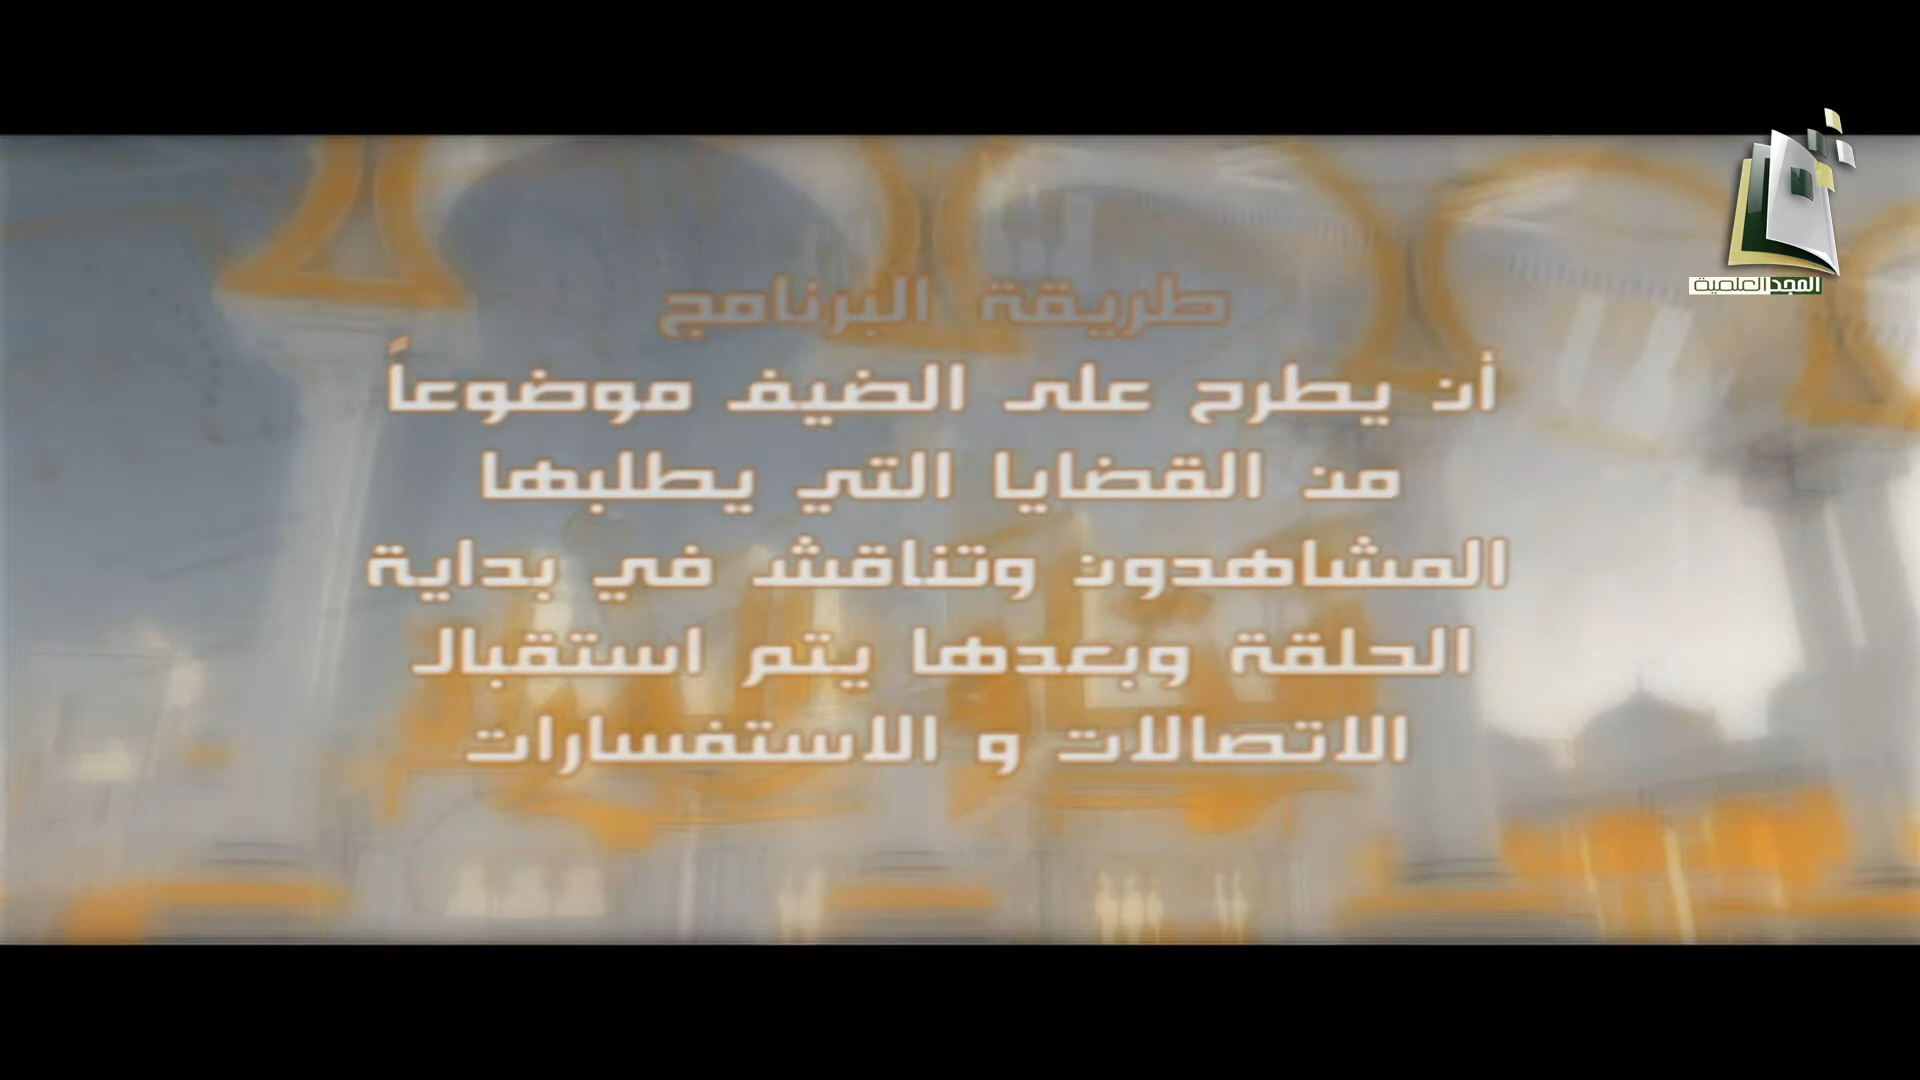 المجد العلمية
طريقة البرنامج
أن يطرح على الضيف موضوعاً
من القضايا التي يطلبها
المشاهدون وتناقش في بداية
الحلقة وبعدها يتم استقبال
الاتصالات و الاستفسارات